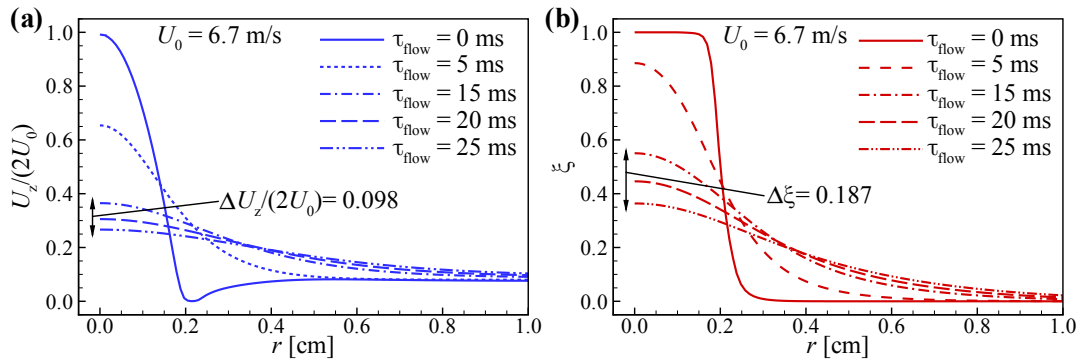 (a)
U₀ = 6.7 m/s
τflow = 0 ms
τflow = 5 ms
τflow = 15 ms
τflow = 20 ms
τflow = 25 ms
ΔUz/(2U₀)= 0.098
Uz/(2U₀)
1.0
0.8
0.6
0.4
0.2
0.0
0.0 0.2 0.4 0.6 0.8 1.0
r [cm]
(b)
U₀ = 6.7 m/s
τflow = 0 ms
τflow = 5 ms
τflow = 15 ms
τflow = 20 ms
τflow = 25 ms
Δξ= 0.187
ξ
1.0
0.8
0.6
0.4
0.2
0.0
0.0 0.2 0.4 0.6 0.8 1.0
r [cm]